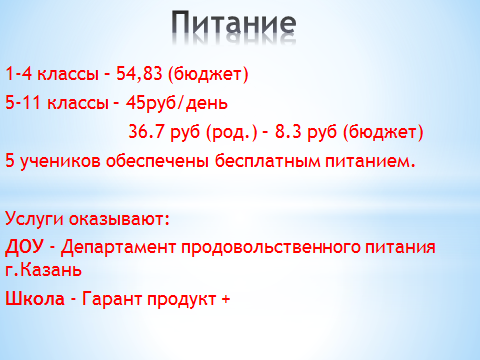 Питание
1-4 классы – 54,83 (бюджет)
5-11 классы – 45руб/день
36.7 руб (род.) – 8.3 руб (бюджет)
5 учеников обеспечены бесплатным питанием.
Услуги оказывают:
ДОУ - Департамент продовольственного питания
г.Казань
Школа - Гарант продукт +